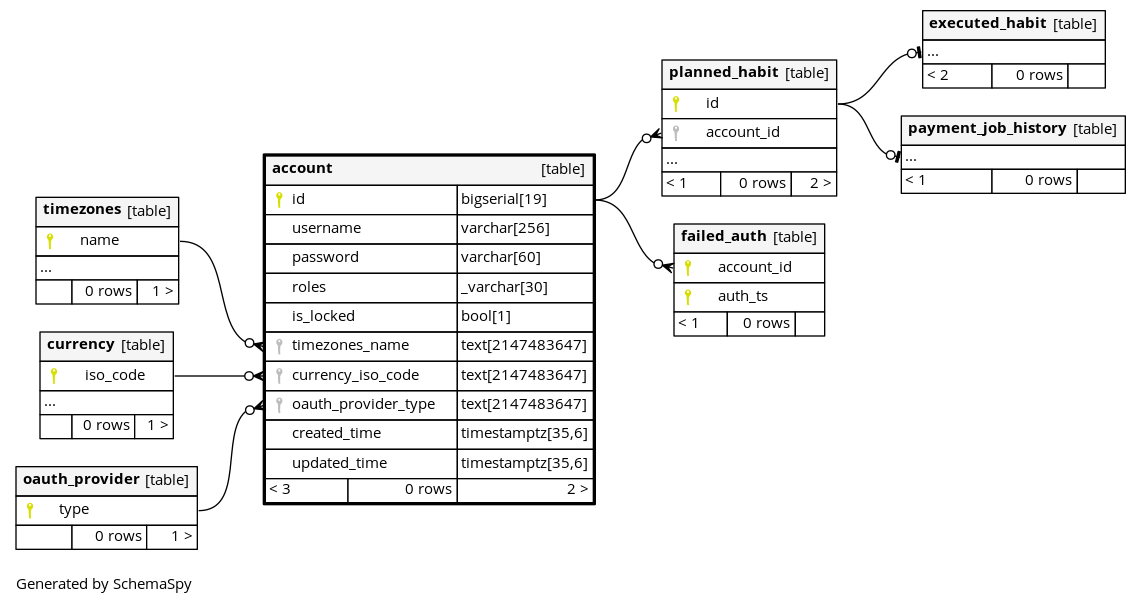 executed_habit [table]
...
< 2 0 rows
planned_habit [table]
id
account_id
...
< 1 0 rows 2 >
payment_job_history [table]
...
< 1 0 rows
account [table]
id bigserial[19]
username varchar[256]
password varchar[60]
roles _varchar[30]
is_locked bool[1]
timezones_name text[2147483647]
currency_iso_code text[2147483647]
oauth_provider_type text[2147483647]
created_time timestamptz[35,6]
updated_time timestamptz[35,6]
< 3 0 rows 2 >
timezones [table]
name
...
0 rows 1 >
failed_auth [table]
account_id
auth_ts
< 1 0 rows
currency [table]
iso_code
...
0 rows 1 >
oauth_provider [table]
type
0 rows 1 >
Generated by SchemaSpy